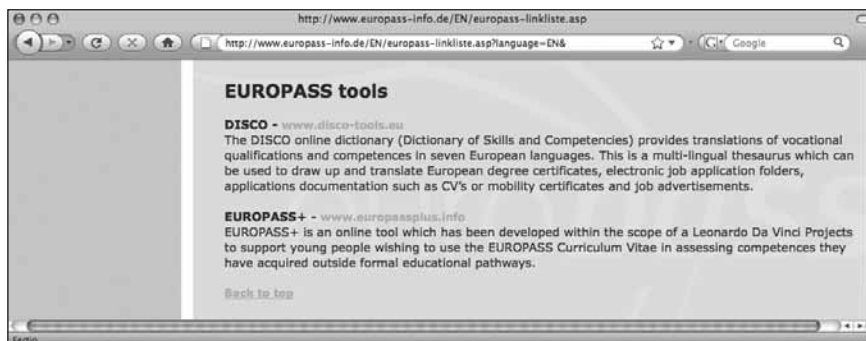 http://www.europass-info.de/EN/europass-linkliste.asp
http://www.europass-info.de/EN/europass-linkliste.asp?language=EN& Google
EUROPASS tools
DISCO - www.disco-tools.eu
The DISCO online dictionary (Dictionary of Skills and Competencies) provides translations of vocational
qualifications and competences in seven European languages. This is a multi-lingual thesaurus which can
be used to draw up and translate European degree certificates, electronic job application folders,
applications documentation such as CV's or mobility certificates and job advertisements.
EUROPASS+ - www.europassplus.info
EUROPASS+ is an online tool which has been developed within the scope of a Leonardo Da Vinci Projects
to support young people wishing to use the EUROPASS Curriculum Vitae in assessing competences they
have acquired outside formal educational pathways.
Back to top